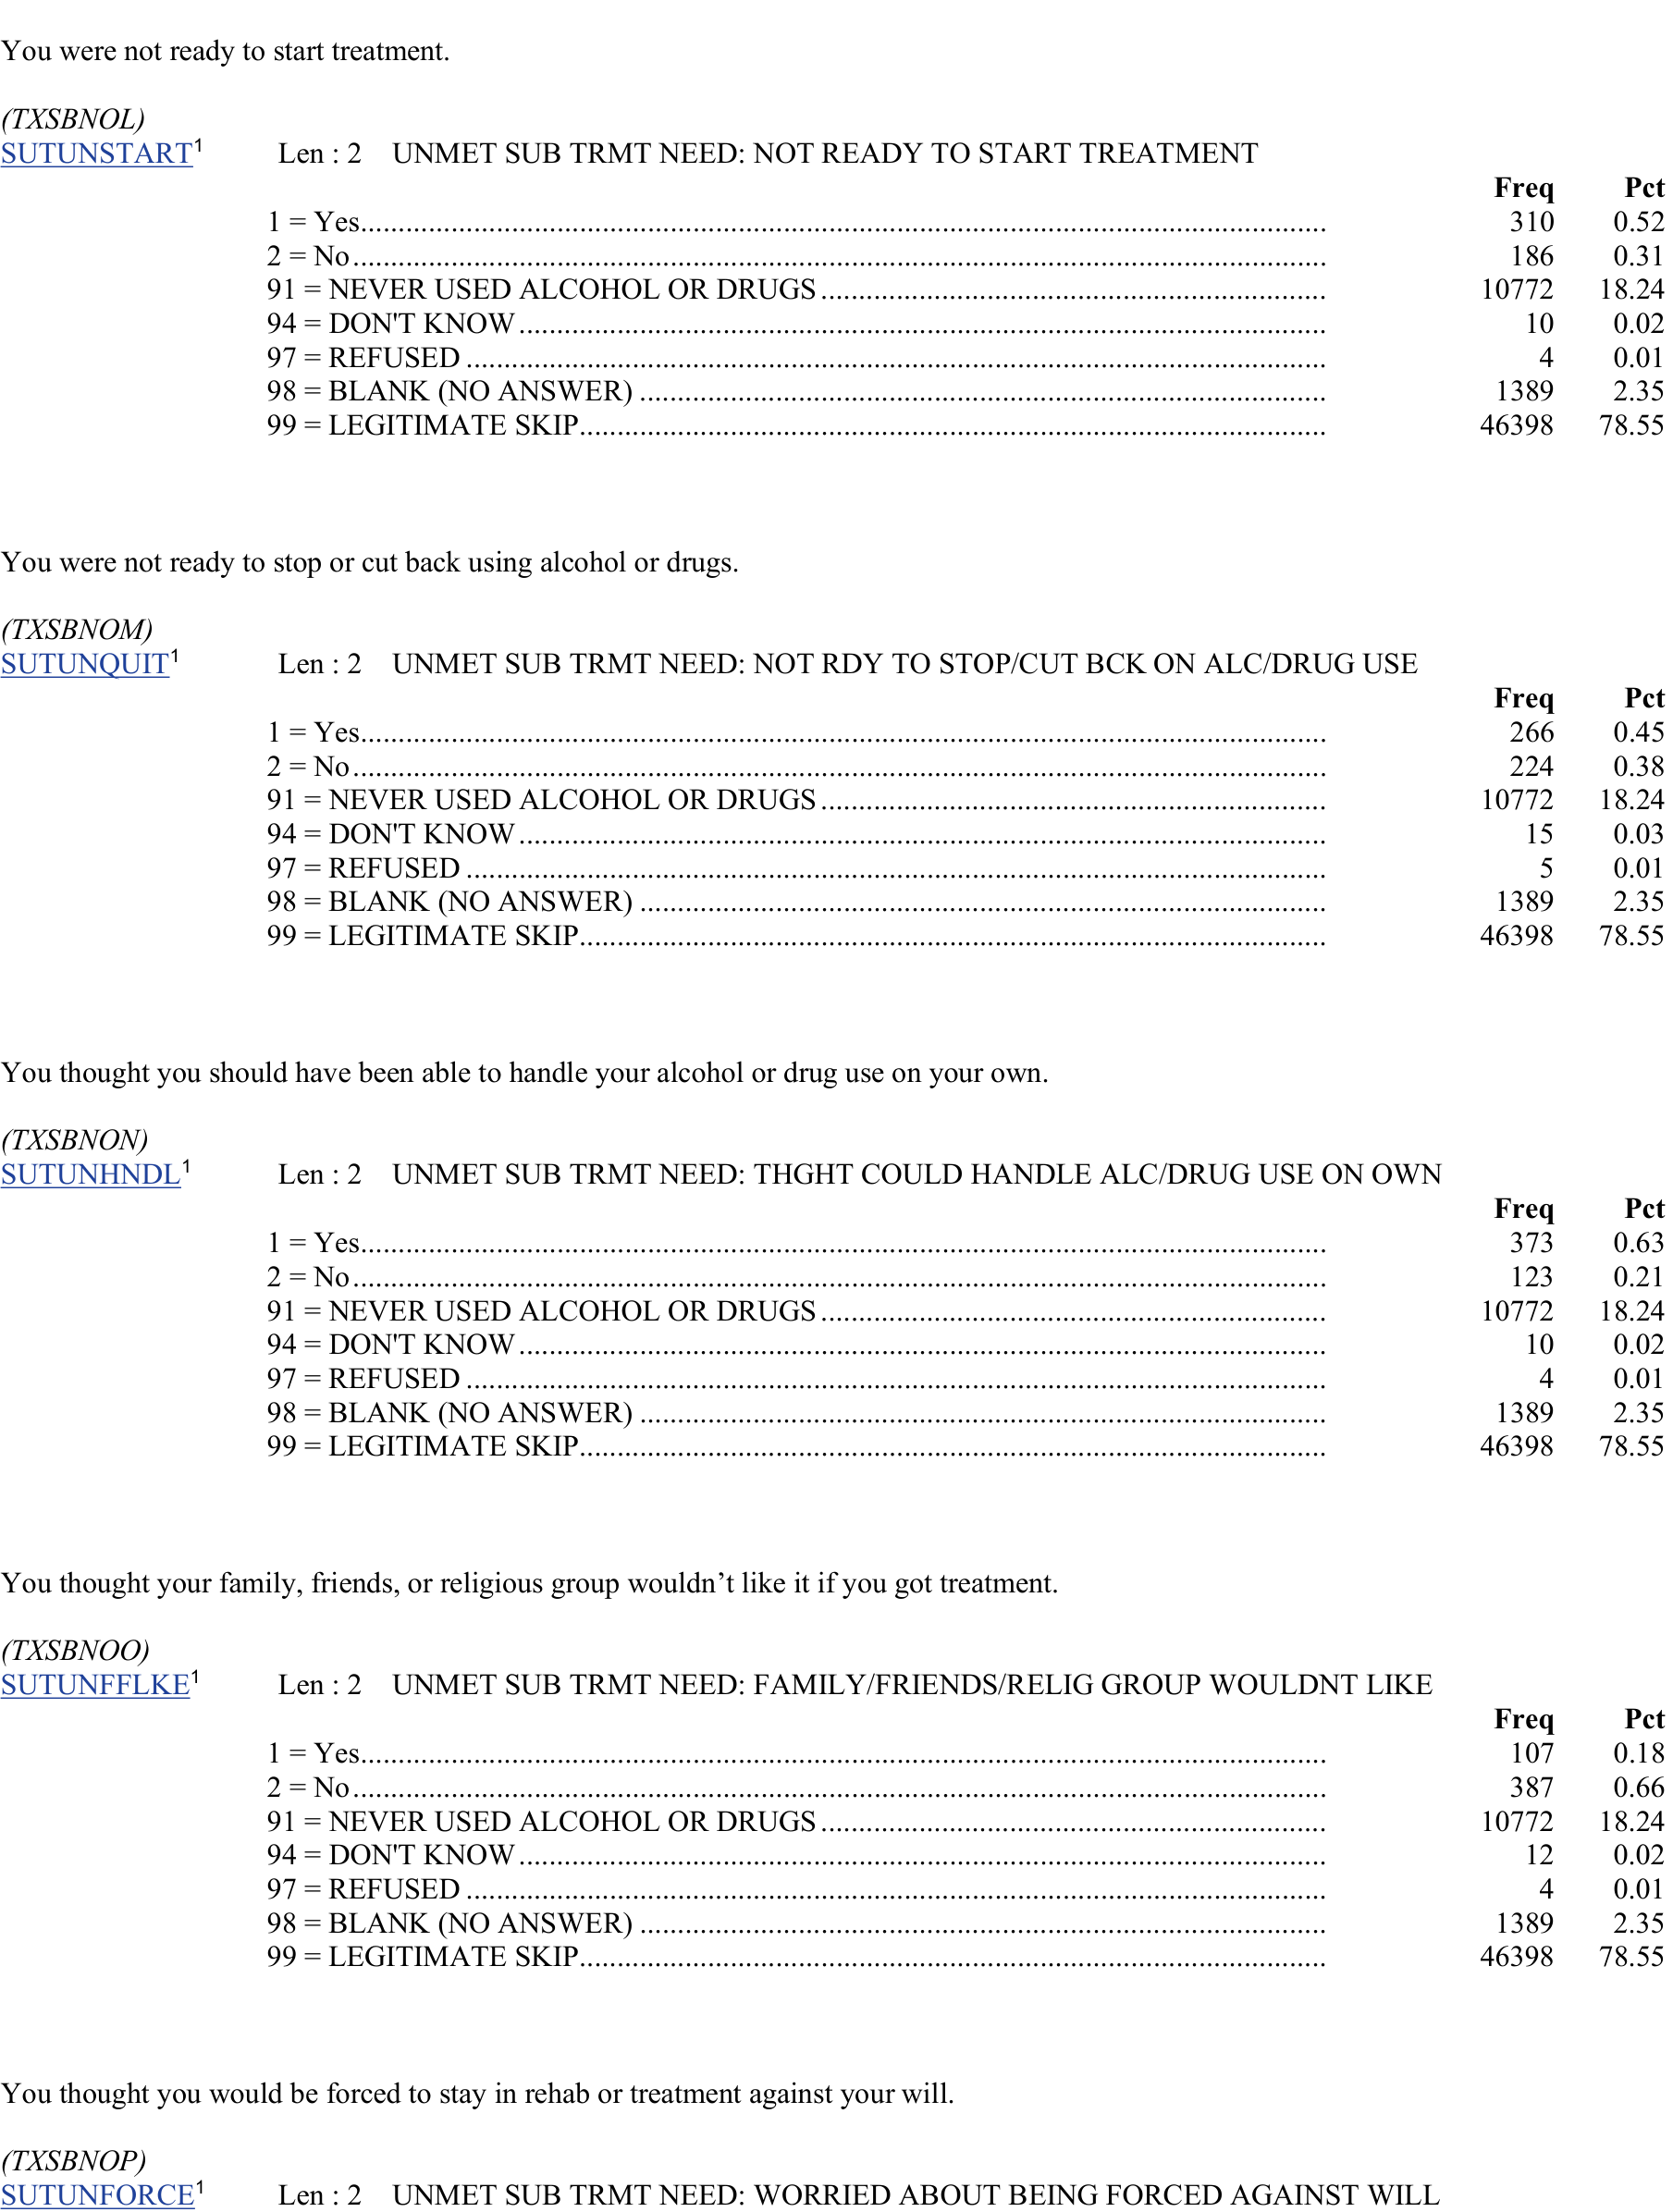 You were not ready to start treatment.
(TXSBNOL)
SUTUNSTART1 Len : 2 UNMET SUB TRMT NEED: NOT READY TO START TREATMENT
Freq Pct
1 = Yes 310 0.52
2 = No 186 0.31
91 = NEVER USED ALCOHOL OR DRUGS 10772 18.24
94 = DON'T KNOW 10 0.02
97 = REFUSED 4 0.01
98 = BLANK (NO ANSWER) 1389 2.35
99 = LEGITIMATE SKIP 46398 78.55
You were not ready to stop or cut back using alcohol or drugs.
(TXSBNOM)
SUTUNQUIT1 Len : 2 UNMET SUB TRMT NEED: NOT RDY TO STOP/CUT BCK ON ALC/DRUG USE
Freq Pct
1 = Yes 266 0.45
2 = No 224 0.38
91 = NEVER USED ALCOHOL OR DRUGS 10772 18.24
94 = DON'T KNOW 15 0.03
97 = REFUSED 5 0.01
98 = BLANK (NO ANSWER) 1389 2.35
99 = LEGITIMATE SKIP 46398 78.55
You thought you should have been able to handle your alcohol or drug use on your own.
(TXSBNON)
SUTUNHNDL1 Len : 2 UNMET SUB TRMT NEED: THGHT COULD HANDLE ALC/DRUG USE ON OWN
Freq Pct
1 = Yes 373 0.63
2 = No 123 0.21
91 = NEVER USED ALCOHOL OR DRUGS 10772 18.24
94 = DON'T KNOW 10 0.02
97 = REFUSED 4 0.01
98 = BLANK (NO ANSWER) 1389 2.35
99 = LEGITIMATE SKIP 46398 78.55
You thought your family, friends, or religious group wouldn’t like it if you got treatment.
(TXSBNOO)
SUTUNFFLKE1 Len : 2 UNMET SUB TRMT NEED: FAMILY/FRIENDS/RELIG GROUP WOULDNT LIKE
Freq Pct
1 = Yes 107 0.18
2 = No 387 0.66
91 = NEVER USED ALCOHOL OR DRUGS 10772 18.24
94 = DON'T KNOW 12 0.02
97 = REFUSED 4 0.01
98 = BLANK (NO ANSWER) 1389 2.35
99 = LEGITIMATE SKIP 46398 78.55
You thought you would be forced to stay in rehab or treatment against your will.
(TXSBNOP)
SUTUNFORCE1 Len : 2 UNMET SUB TRMT NEED: WORRIED ABOUT BEING FORCED AGAINST WILL